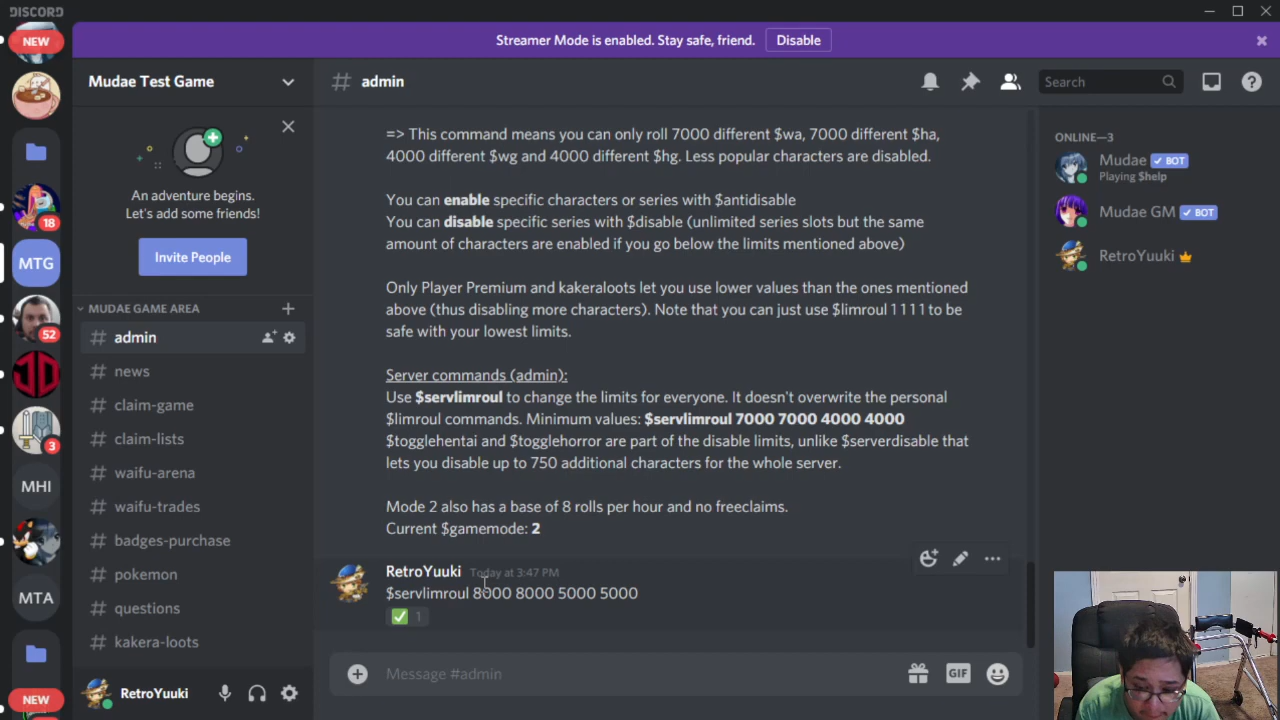 DISCORD
NEW
Streamer Mode is enabled. Stay safe, friend.
Disable
Mudae Test Game
# admin
Search
An adventure begins.
Let's add some friends!
Invite People
18
MTG
52
3
MHI
MTA
NEW
MUDAE GAME AREA
# admin
# news
# claim-game
# claim-lists
# waifu-arena
# waifu-trades
# badges-purchase
# pokemon
# questions
# kakera-loots
RetroYuuki
=> This command means you can only roll 7000 different $wa, 7000 different $ha,
4000 different $wg and 4000 different $hg. Less popular characters are disabled.
You can enable specific characters or series with $antidisable
You can disable specific series with $disable (unlimited series slots but the same
amount of characters are enabled if you go below the limits mentioned above)
Only Player Premium and kakeraloots let you use lower values than the ones mentioned
above (thus disabling more characters). Note that you can just use $limroul 1 1 1 1 to be
safe with your lowest limits.
Server commands (admin):
Use $servlimroul to change the limits for everyone. It doesn't overwrite the personal
$limroul commands. Minimum values: $servlimroul 7000 7000 4000 4000
$togglehentai and $togglehorror are part of the disable limits, unlike $serverdisable that
lets you disable up to 750 additional characters for the whole server.
Mode 2 also has a base of 8 rolls per hour and no freeclaims.
Current $gamemode: 2
RetroYuuki Today at 3:47 PM
$servlimroul 8000 8000 5000 5000
1
Message #admin
GIF
ONLINE—3
Mudae ✓ BOT
Playing $help
Mudae GM ✓ BOT
RetroYuuki